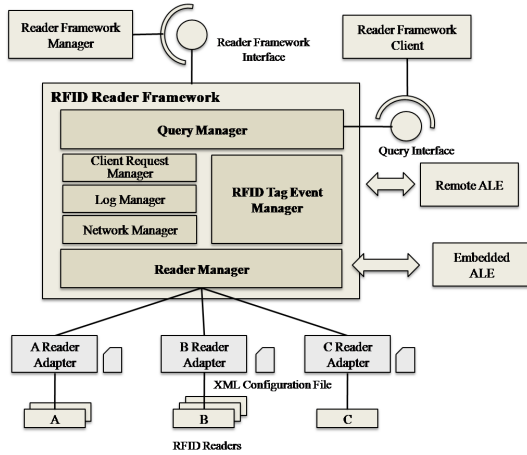 Reader Framework
Manager
Reader Framework
Interface
Reader Framework
Client
RFID Reader Framework
Query Manager
Query Interface
Client Request
Manager
Log Manager
Network Manager
RFID Tag Event
Manager
Remote ALE
Reader Manager
Embedded
ALE
A Reader
Adapter
B Reader
Adapter
C Reader
Adapter
XML Configuration File
A
B
C
RFID Readers